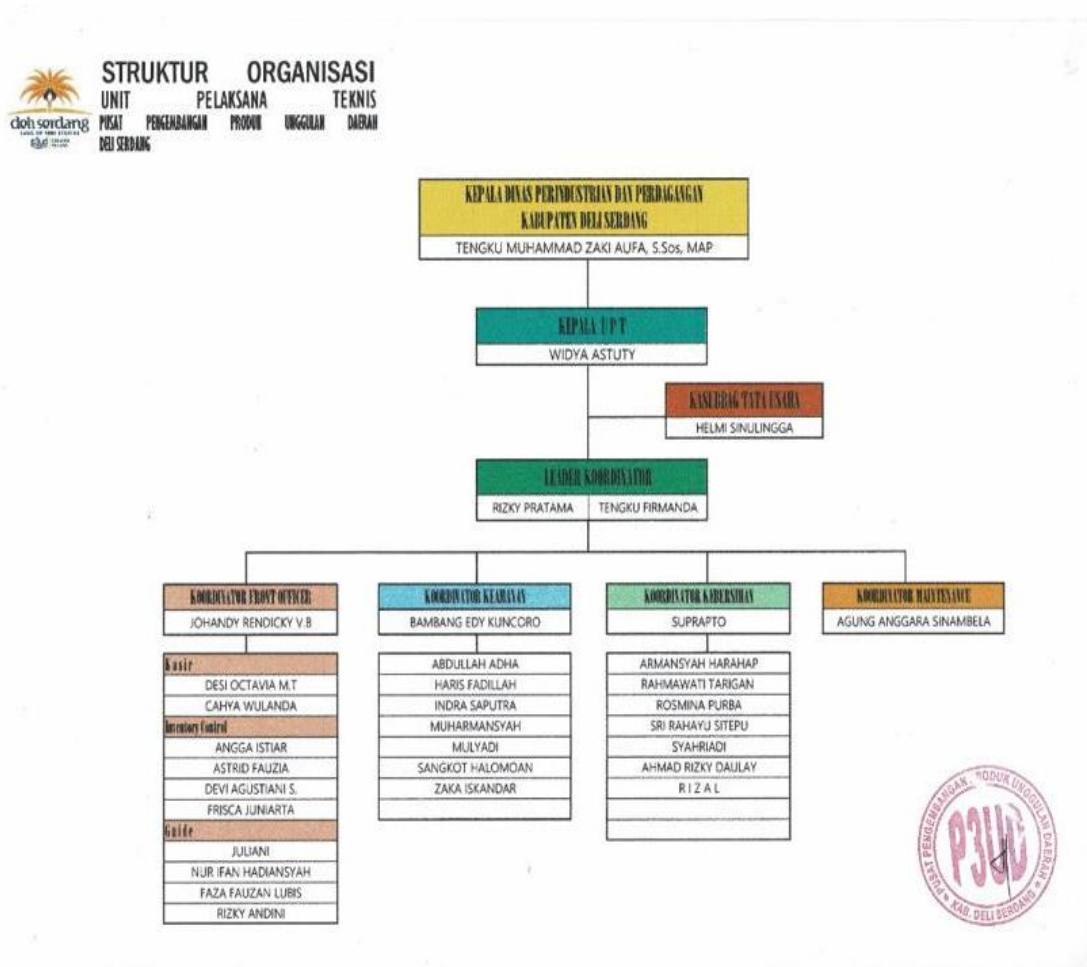 STRUKTUR ORGANISASI
UNIT PELAKSANA TEKNIS
PUSAT PENGEMBANGAN PRODUK UNGGULAN DAERAH
DELI SERDANG
deli serdang
KEPALA DINAS PERINDUSTRIAN DAN PERDAGANGAN
KABUPATEN DELI SERDANG
TENGKU MUHAMMAD ZAKI AUFA, S.Sos, MAP
KEPALA U P T
WIDYA ASTUTY
KASUBBAG TATA USAHA
HELMI SINULINGGA
LEADER KOORDINATOR
RIZKY PRATAMA TENGKU FIRMANDA
KOORDINATOR FRONT OFFICER
JOHANDY RENDICKY V.B
Kasir
DESI OCTAVIA M.T
CAHYA WULANDA
Inventory Control
ANGGA ISTIAR
ASTRID FAUZIA
DEVI AGUSTIANI S.
FRISCA JUNIARTA
Guide
JULIANI
NUR IFAN HADIANSYAH
FAZA FAUZAN LUBIS
RIZKY ANDINI
KOORDINATOR KEAMANAN
BAMBANG EDY KUNCORO
ABDULLAH ADHA
HARIS FADILLAH
INDRA SAPUTRA
MUHARMANSYAH
MULYADI
SANGKOT HALOMOAN
ZAKA ISKANDAR
KOORDINATOR KEBERSIHAN
SUPRAPTO
ARMANSYAH HARAHAP
RAHMAWATI TARIGAN
ROSMINA PURBA
SRI RAHAYU SITEPU
SYAHRIADI
AHMAD RIZKY DAULAY
R I Z A L
KOORDINATOR MAINTENANCE
AGUNG ANGGARA SINAMBELA
PUSAT PENGEMBANGAN PRODUK UNGGULAN DAERAH
P3UD
KAB. DELI SERDANG